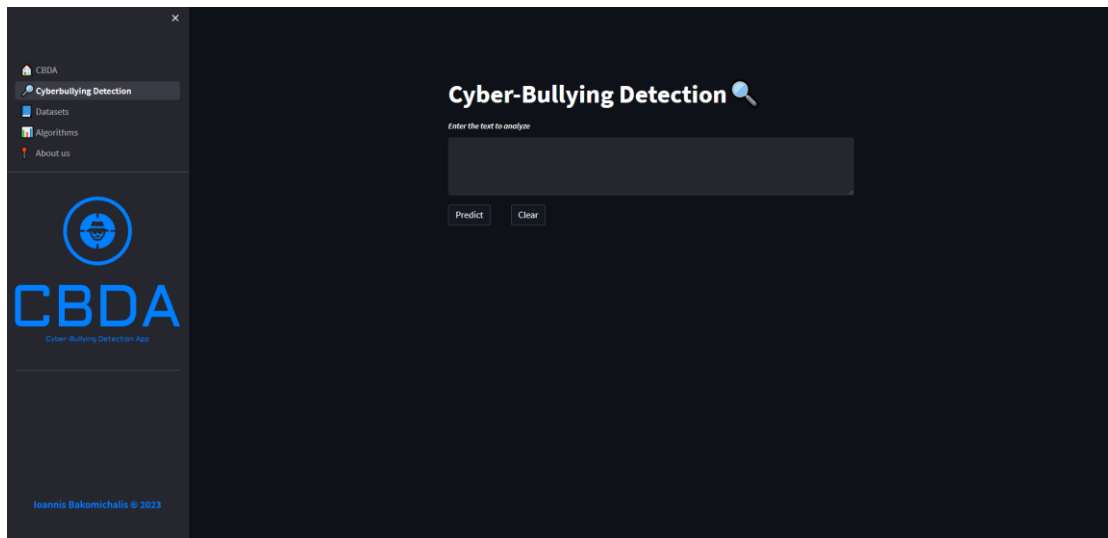 ×
CBDA
Cyberbullying Detection
Datasets
Algorithms
About us
CBDA
Cyber-Bullying Detection App
Ioannis Bakomichalis © 2023
Cyber-Bullying Detection
Enter the text to analyze
Predict
Clear